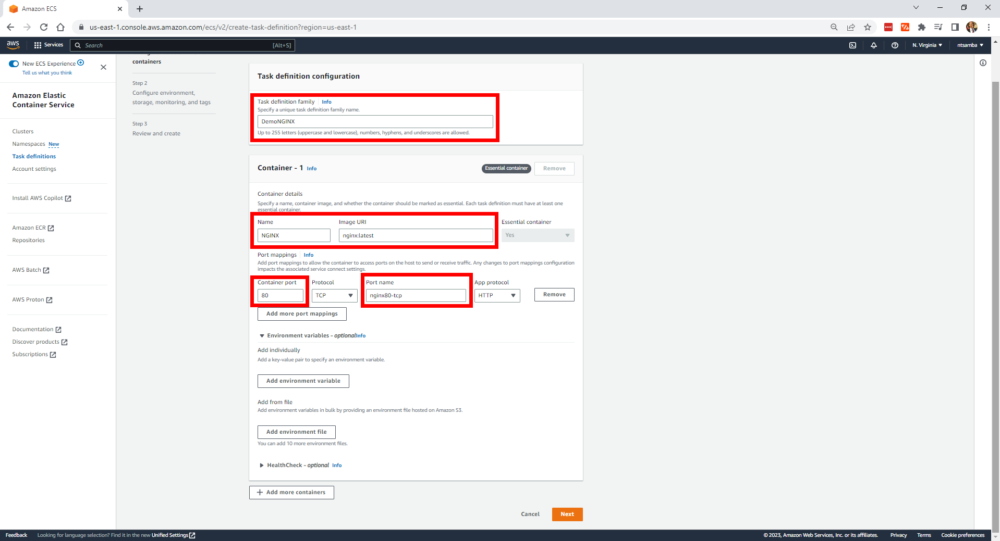 Amazon ECS
us-east-1.console.aws.amazon.com/ecs/v2/create-task-definition?region=us-east-1
aws
Services
Search
[Alt+S]
N. Virginia
ntsamba
New ECS Experience
Tell us what you think
Amazon Elastic
Container Service
Clusters
Namespaces New
Task definitions
Account settings
Install AWS Copilot
Amazon ECR
Repositories
AWS Batch
AWS Proton
Documentation
Discover products
Subscriptions
containers
Step 2
Configure environment,
storage, monitoring, and tags
Step 3
Review and create
Task definition configuration
Task definition family Info
Specify a unique task definition family name.
DemoNGINX
Up to 255 letters (uppercase and lowercase), numbers, hyphens, and underscores are allowed.
Container - 1 Info
Essential container
Remove
Container details
Specify a name, container image, and whether the container should be marked as essential. Each task definition must have at least one
essential container.
Name Image URI Essential container
NGINX nginx:latest Yes
Port mappings Info
Add port mappings to allow the container to access ports on the host to send or receive traffic. Any changes to port mappings configuration
impacts the associated service connect settings.
Container port Protocol Port name App protocol
80 TCP nginx80-tcp HTTP Remove
Add more port mappings
Environment variables - optionalInfo
Add individually
Add a key-value pair to specify an environment variable.
Add environment variable
Add from file
Add environment variables in bulk by providing an environment file hosted on Amazon S3.
Add environment file
You can add 10 more environment files.
HealthCheck - optional Info
Add more containers
Cancel Next
Feedback Looking for language selection? Find it in the new Unified Settings
© 2023, Amazon Web Services, Inc. or its affiliates. Privacy Terms Cookie preferences